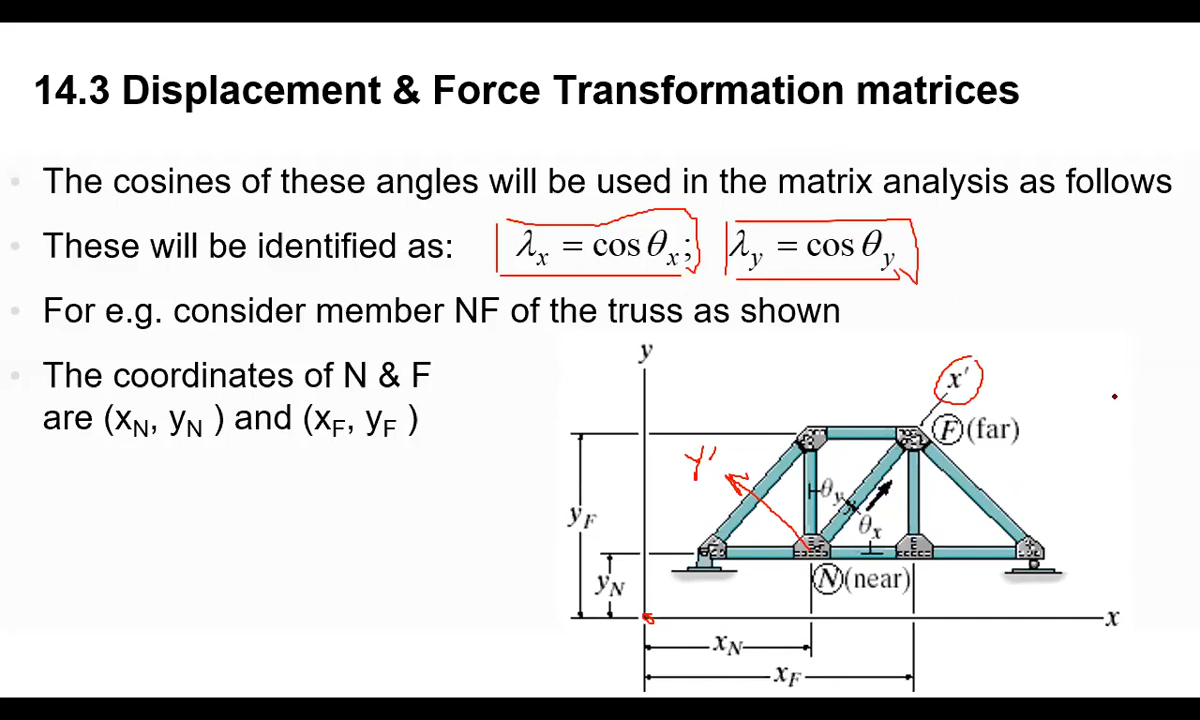 14.3 Displacement & Force Transformation matrices
• The cosines of these angles will be used in the matrix analysis as follows
• These will be identified as: λx = cos θx; λy = cos θy
• For e.g. consider member NF of the truss as shown
• The coordinates of N & F
are (xN, yN ) and (xF, yF )
y
x'
F (far)
Y'
θy
yF
θx
yN
N (near)
x
xN
xF